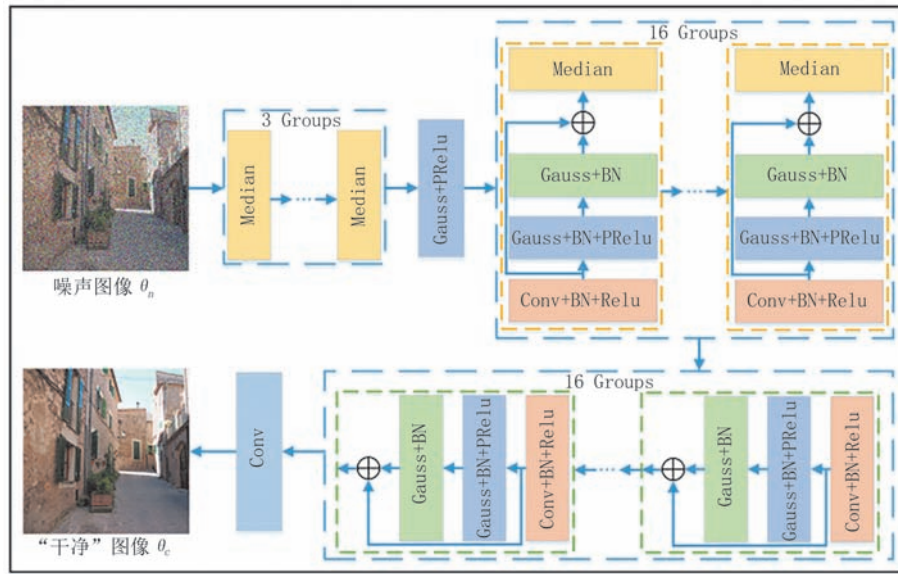 16 Groups
Median
Median
3 Groups
Median
Median
Gauss+PRelu
Gauss+BN
Gauss+BN
Gauss+BN+PRelu
Gauss+BN+PRelu
Conv+BN+Relu
Conv+BN+Relu
噪声图像 θn
16 Groups
Conv
Gauss+BN
Gauss+BN+PRelu
Conv+BN+Relu
Gauss+BN
Gauss+BN+PRelu
Conv+BN+Relu
“干净”图像 θc